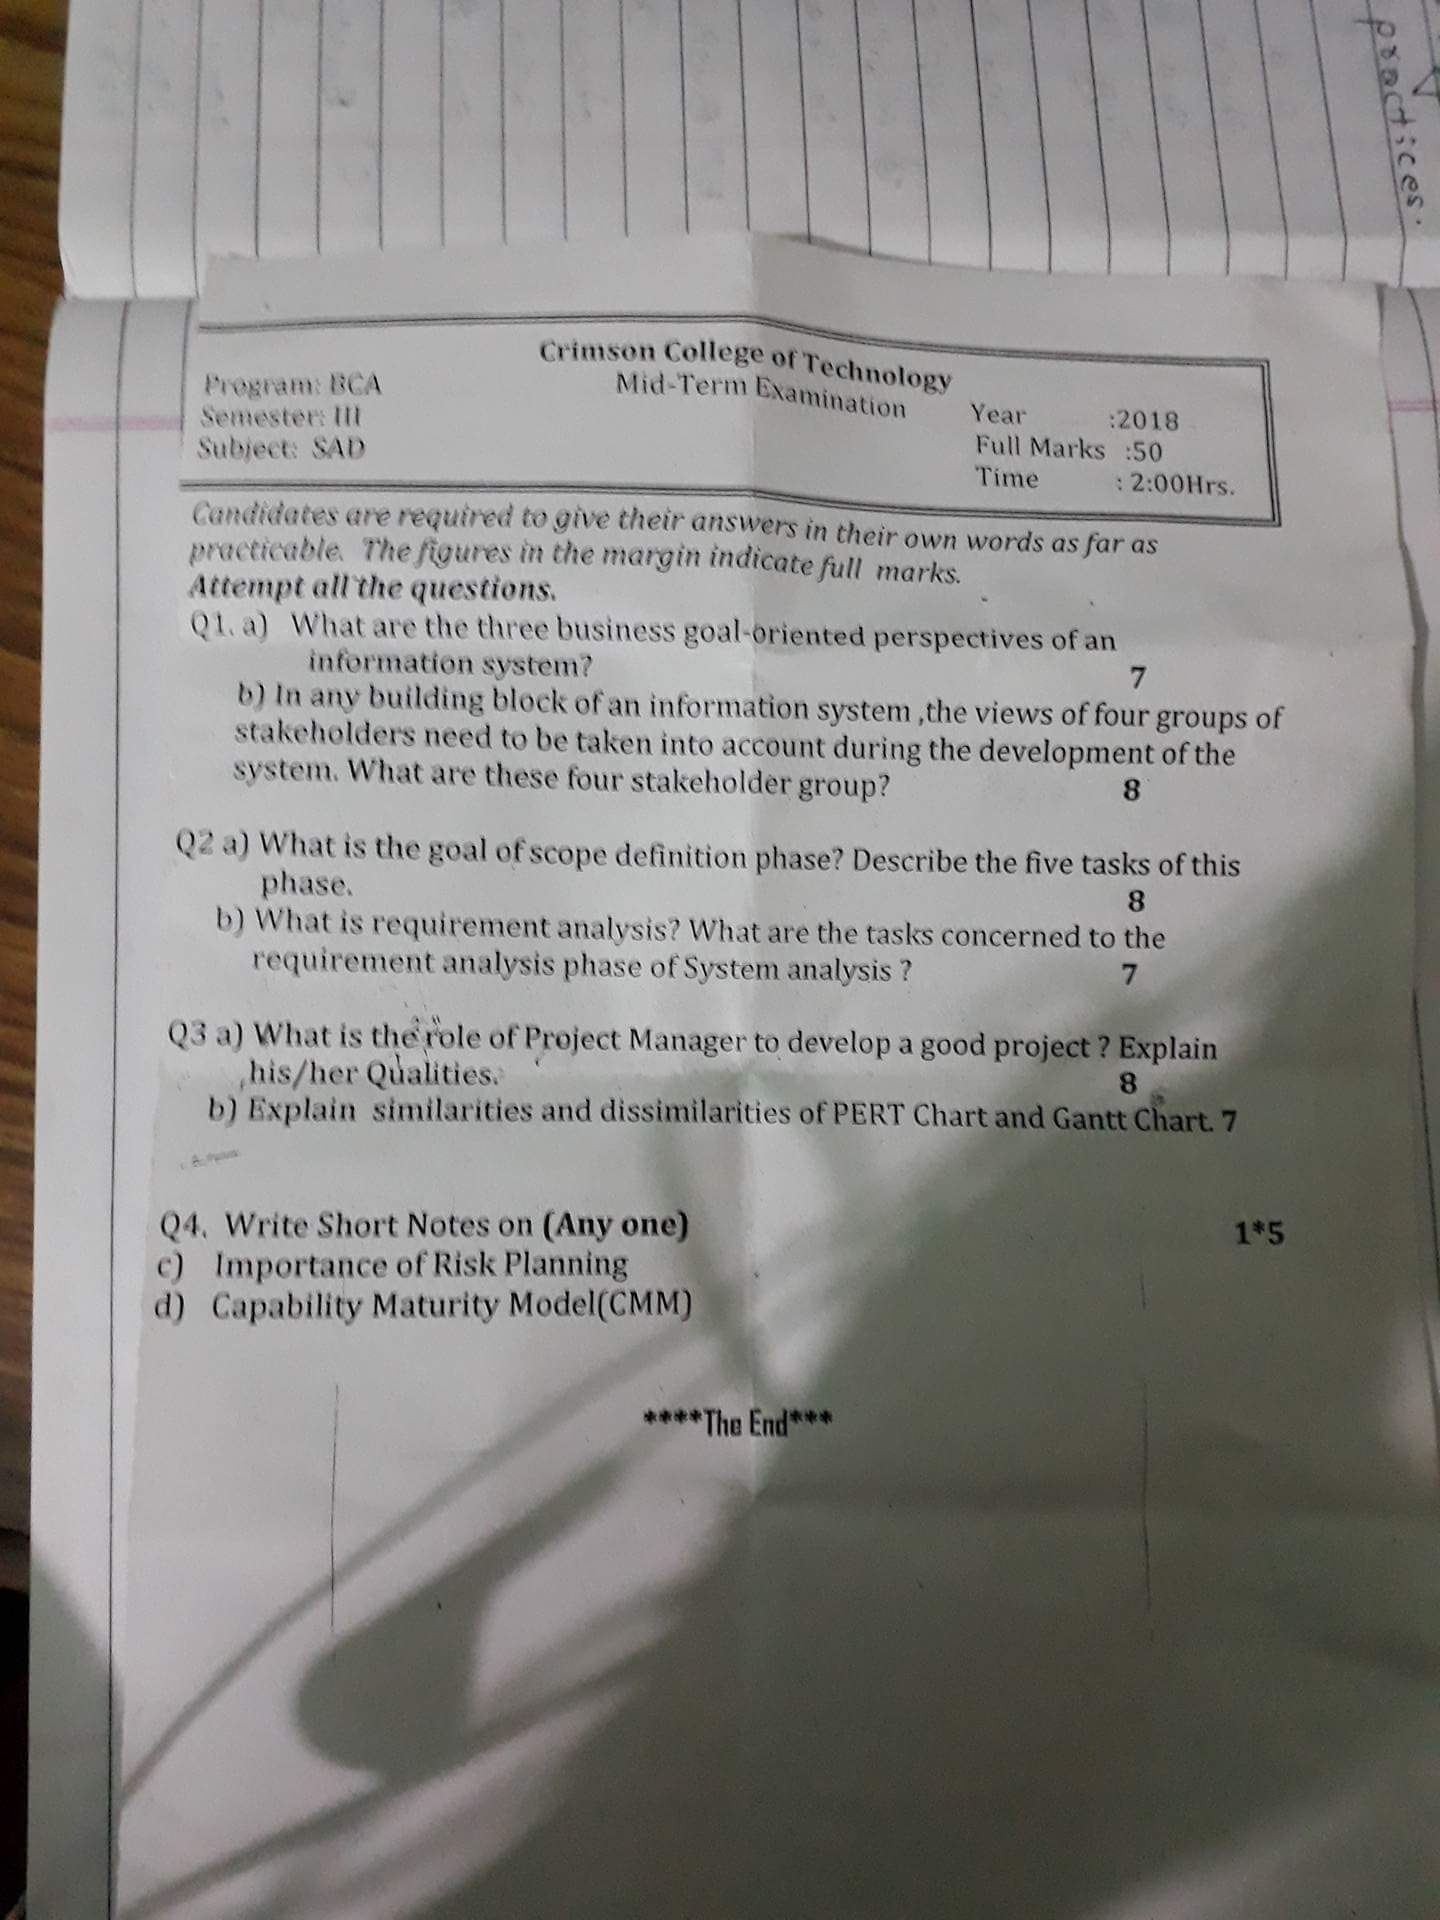 practices.
Crimson College of Technology
Mid-Term Examination
Program: BCA
Semester: III
Subject: SAD
Year :2018
Full Marks :50
Time : 2:00Hrs.
Candidates are required to give their answers in their own words as far as
practicable. The figures in the margin indicate full marks.
Attempt all the questions.
Q1. a) What are the three business goal-oriented perspectives of an
information system? 7
b) In any building block of an information system ,the views of four groups of
stakeholders need to be taken into account during the development of the
system. What are these four stakeholder group? 8
Q2 a) What is the goal of scope definition phase? Describe the five tasks of this
phase. 8
b) What is requirement analysis? What are the tasks concerned to the
requirement analysis phase of System analysis ? 7
Q3 a) What is the role of Project Manager to develop a good project ? Explain
his/her Qualities. 8
b) Explain similarities and dissimilarities of PERT Chart and Gantt Chart. 7
Q4. Write Short Notes on (Any one) 1*5
c) Importance of Risk Planning
d) Capability Maturity Model(CMM)
****The End***